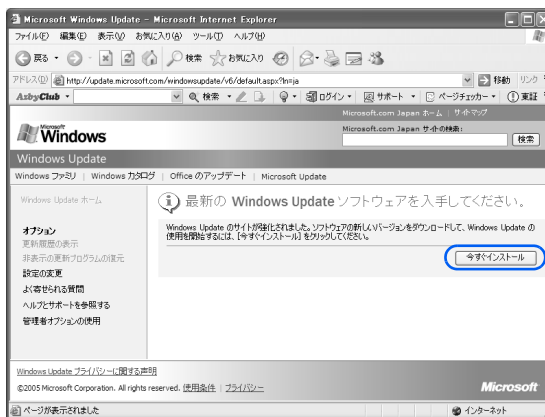 Microsoft Windows Update - Microsoft Internet Explorer
ファイル(F) 編集(E) 表示(V) お気に入り(A) ツール(T) ヘルプ(H)
戻る 検索 お気に入り
アドレス(D) http://update.microsoft.com/windowsupdate/v6/default.aspx?ln=ja 移動 リンク
AzbyClub 検索 ログイン サポート ページチェッカー 東証
Microsoft.com Japan ホーム | サイトマップ
Microsoft Windows
Microsoft.com Japan サイトの検索:
検索
Windows Update
Windows ファミリ | Windows カタログ | Office のアップデート | Microsoft Update
Windows Update ホーム
オプション
更新履歴の表示
非表示の更新プログラムの復元
設定の変更
よく寄せられる質問
ヘルプとサポートを参照する
管理者オプションの使用
最新の Windows Update ソフトウェアを入手してください。
Windows Update のサイトが強化されました。ソフトウェアの新しいバージョンをダウンロードして、Windows Update の
使用を開始するには、[今すぐインストール] をクリックしてください。
今すぐインストール
Windows Update プライバシーに関する声明
©2005 Microsoft Corporation. All rights reserved. 使用条件 | プライバシー
Microsoft
ページが表示されました
インターネット